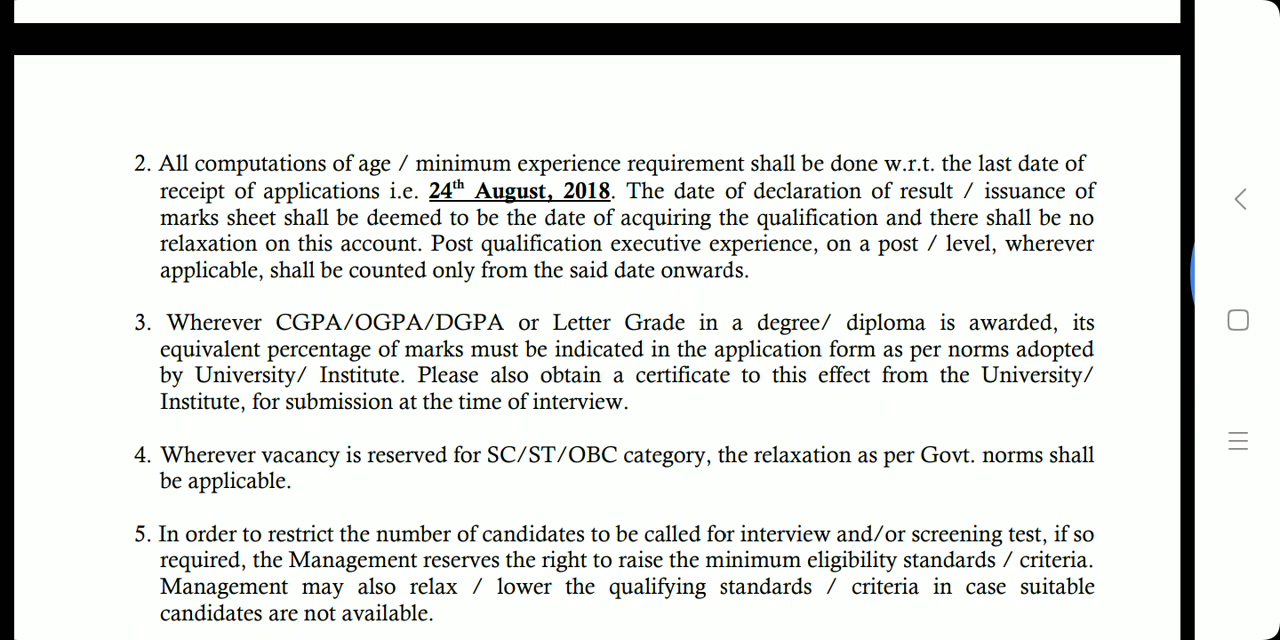 2. All computations of age / minimum experience requirement shall be done w.r.t. the last date of
receipt of applications i.e. 24th August, 2018. The date of declaration of result / issuance of
marks sheet shall be deemed to be the date of acquiring the qualification and there shall be no
relaxation on this account. Post qualification executive experience, on a post / level, wherever
applicable, shall be counted only from the said date onwards.
3. Wherever CGPA/OGPA/DGPA or Letter Grade in a degree/ diploma is awarded, its
equivalent percentage of marks must be indicated in the application form as per norms adopted
by University/ Institute. Please also obtain a certificate to this effect from the University/
Institute, for submission at the time of interview.
4. Wherever vacancy is reserved for SC/ST/OBC category, the relaxation as per Govt. norms shall
be applicable.
5. In order to restrict the number of candidates to be called for interview and/or screening test, if so
required, the Management reserves the right to raise the minimum eligibility standards / criteria.
Management may also relax / lower the qualifying standards / criteria in case suitable
candidates are not available.